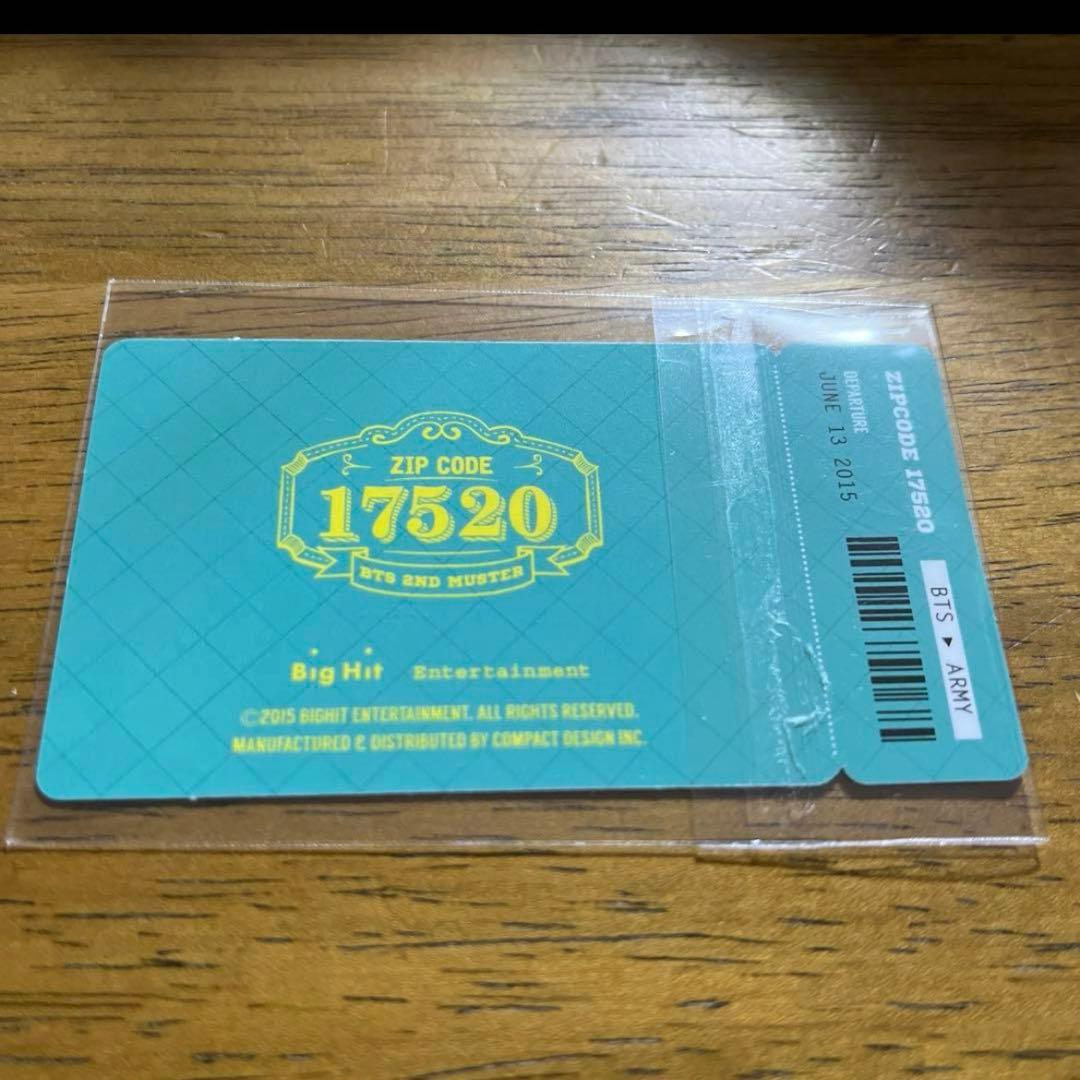 ZIP CODE
17520
BTS 2ND MUSTER
Big Hit Entertainment
©2015 BIGHIT ENTERTAINMENT. ALL RIGHTS RESERVED.
MANUFACTURED & DISTRIBUTED BY COMPACT DESIGN INC.
ZIPCODE 17520
DEPARTURE
JUNE 13 2015
BTS ▶ ARMY